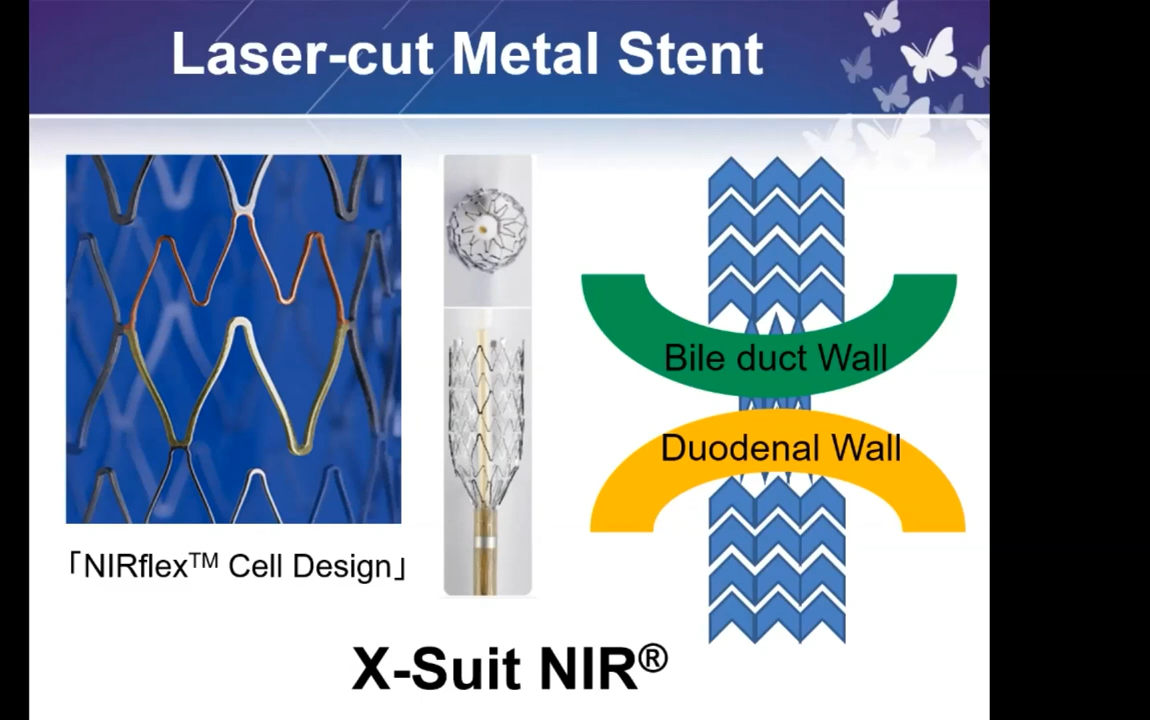 Laser-cut Metal Stent
Bile duct Wall
Duodenal Wall
「NIRflex™ Cell Design」
X-Suit NIR®